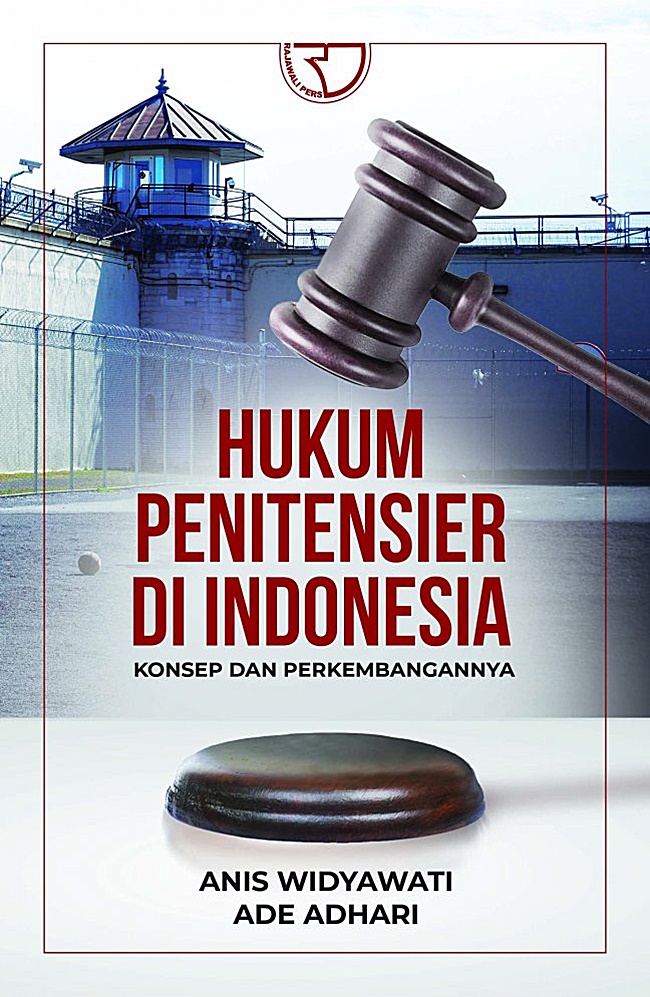 RAJAWALI PERS
HUKUM
PENITENSIER
DI INDONESIA
KONSEP DAN PERKEMBANGANNYA
ANIS WIDYAWATI
ADE ADHARI